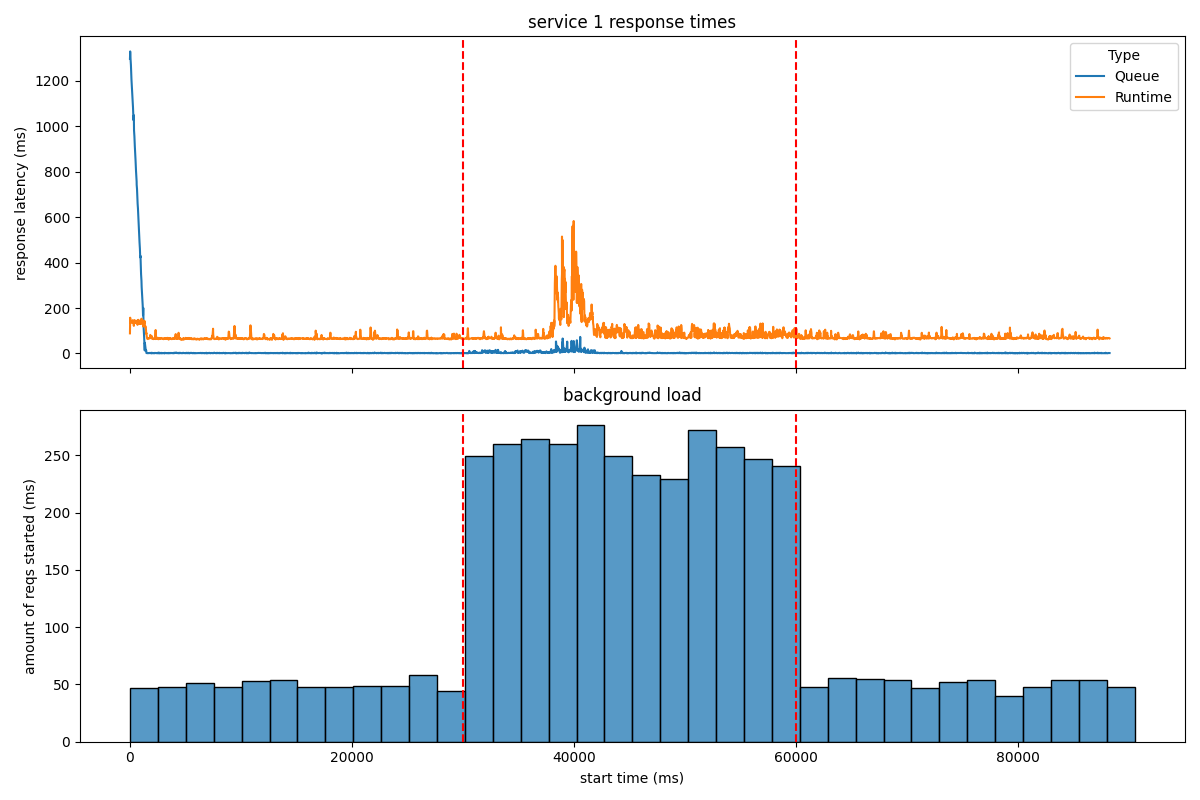 service 1 response times
response latency (ms)
1200
1000
800
600
400
200
0
Type
Queue
Runtime
background load
amount of reqs started (ms)
250
200
150
100
50
0
0 20000 40000 60000 80000
start time (ms)